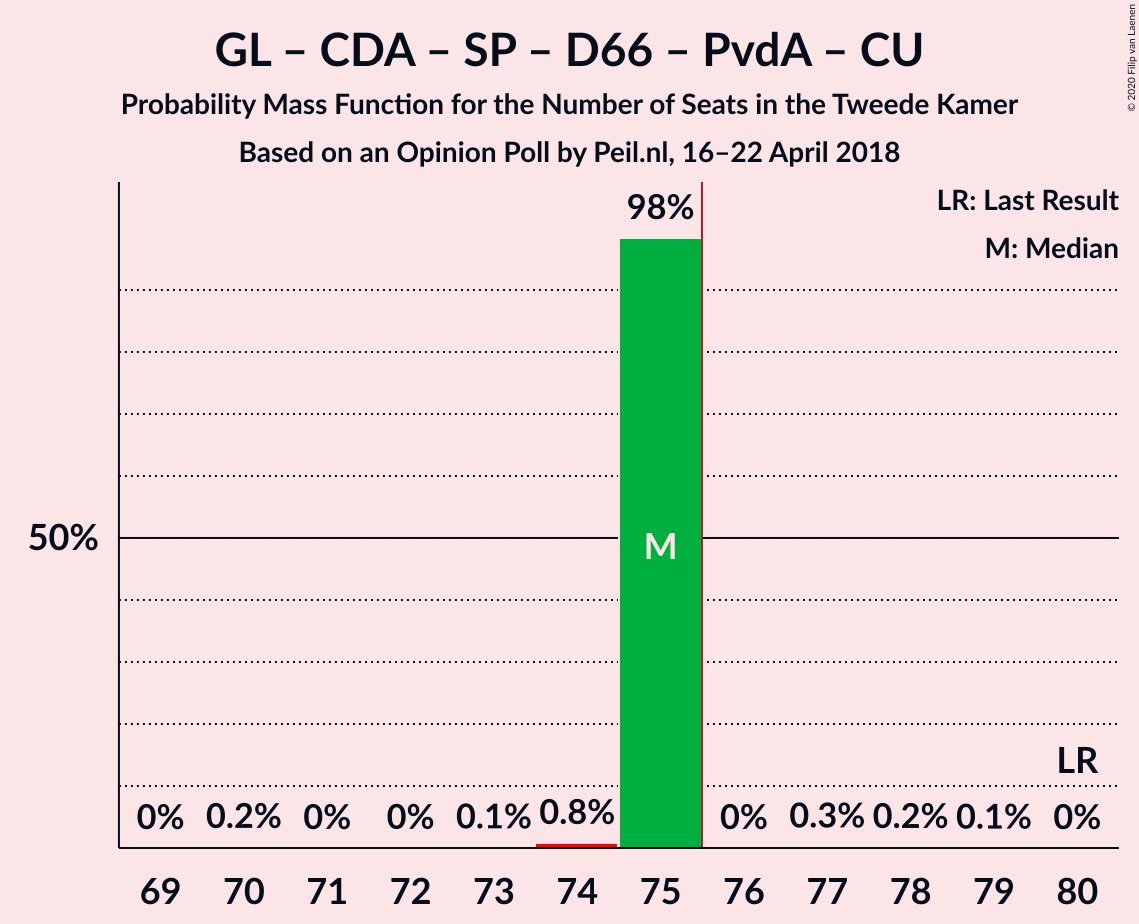 GL – CDA – SP – D66 – PvdA – CU
Probability Mass Function for the Number of Seats in the Tweede Kamer
Based on an Opinion Poll by Peil.nl, 16–22 April 2018
© 2020 Filip van Laenen
LR: Last Result
M: Median
98%
50%
M
LR
0% 0.2% 0% 0% 0.1% 0.8% 0% 0.3% 0.2% 0.1% 0%
69 70 71 72 73 74 75 76 77 78 79 80